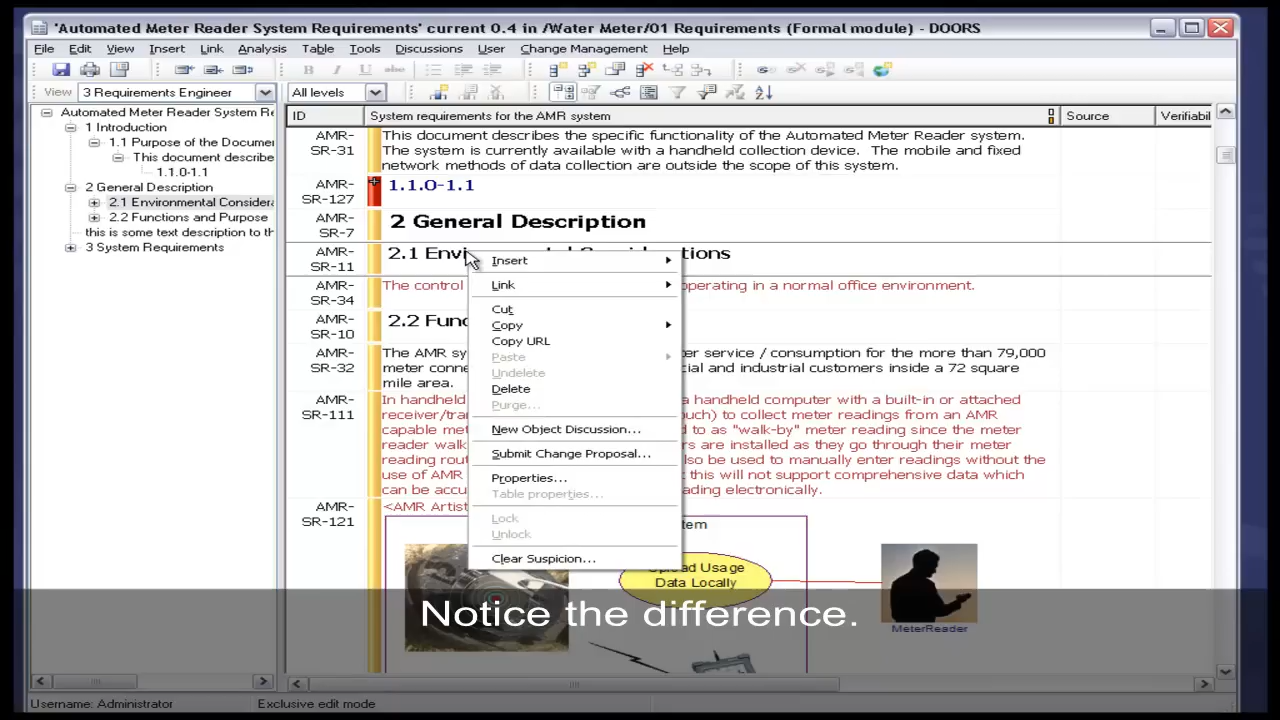 'Automated Meter Reader System Requirements' current 0.4 in /Water Meter/01 Requirements (Formal module) - DOORS
File Edit View Insert Link Analysis Table Tools Discussions User Change Management Help
View 3 Requirements Engineer All levels
Automated Meter Reader System Re
1 Introduction
1.1 Purpose of the Docume
This document describe
1.1.0-1.1
2 General Description
2.1 Environmental Considera
2.2 Functions and Purpose
this is some text description to th
3 System Requirements
ID System requirements for the AMR system Source Verifiabil
AMR-SR-31
This document describes the specific functionality of the Automated Meter Reader system.
The system is currently available with a handheld collection device. The mobile and fixed
network methods of data collection are outside the scope of this system.
AMR-SR-127
1.1.0-1.1
AMR-SR-7
2 General Description
AMR-SR-11
2.1 Env tions
AMR-SR-34
The control operating in a normal office environment.
AMR-SR-10
2.2 Func
AMR-SR-32
The AMR sy er service / consumption for the more than 79,000
meter conne cial and industrial customers inside a 72 square
mile area.
AMR-SR-111
In handheld a handheld computer with a built-in or attached
receiver/tra ouch) to collect meter readings from an AMR
capable met d to as "walk-by" meter reading since the meter
reader walk rs are installed as they go through their meter
reading rout lso be used to manually enter readings without the
use of AMR t this will not support comprehensive data which
can be accu ading electronically.
AMR-SR-121
<AMR Artist
tem
Upload Usage
Data Locally
MeterReader
Insert
Link
Cut
Copy
Copy URL
Paste
Undelete
Delete
Purge...
New Object Discussion...
Submit Change Proposal...
Properties...
Table properties...
Lock
Unlock
Clear Suspicion...
Notice the difference.
Username: Administrator Exclusive edit mode